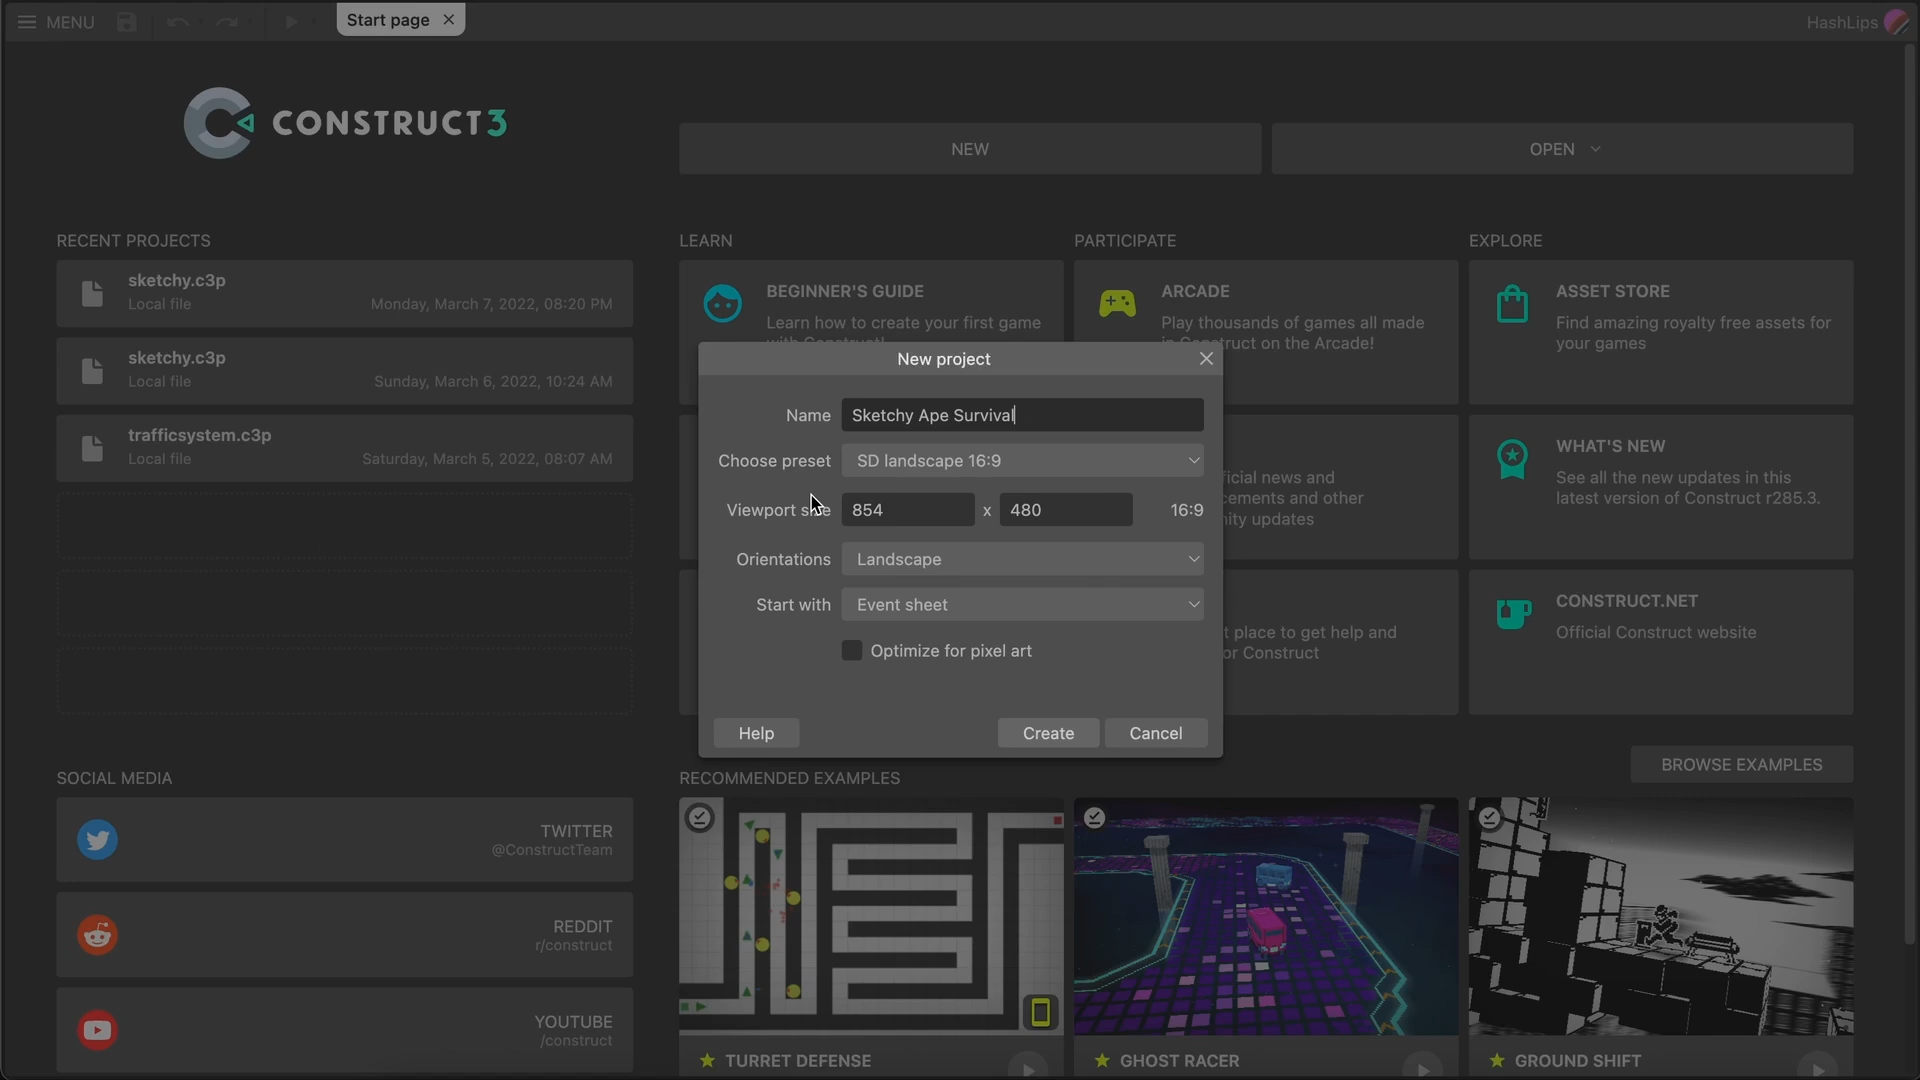 MENU
Start page
HashLips
CONSTRUCT 3
NEW
OPEN
RECENT PROJECTS
sketchy.c3p
Local file
Monday, March 7, 2022, 08:20 PM
sketchy.c3p
Local file
Sunday, March 6, 2022, 10:24 AM
trafficsystem.c3p
Local file
Saturday, March 5, 2022, 08:07 AM
LEARN
BEGINNER'S GUIDE
Learn how to create your first game
with Construct!
PARTICIPATE
ARCADE
Play thousands of games all made
in Construct on the Arcade!
icial news and
cements and other
ity updates
t place to get help and
or Construct
EXPLORE
ASSET STORE
Find amazing royalty free assets for
your games
WHAT'S NEW
See all the new updates in this
latest version of Construct r285.3.
CONSTRUCT.NET
Official Construct website
New project
Name
Sketchy Ape Survival
Choose preset
SD landscape 16:9
Viewport size
854
x
480
16:9
Orientations
Landscape
Start with
Event sheet
Optimize for pixel art
Help
Create
Cancel
SOCIAL MEDIA
TWITTER
@ConstructTeam
REDDIT
r/construct
YOUTUBE
/construct
RECOMMENDED EXAMPLES
BROWSE EXAMPLES
TURRET DEFENSE
GHOST RACER
GROUND SHIFT